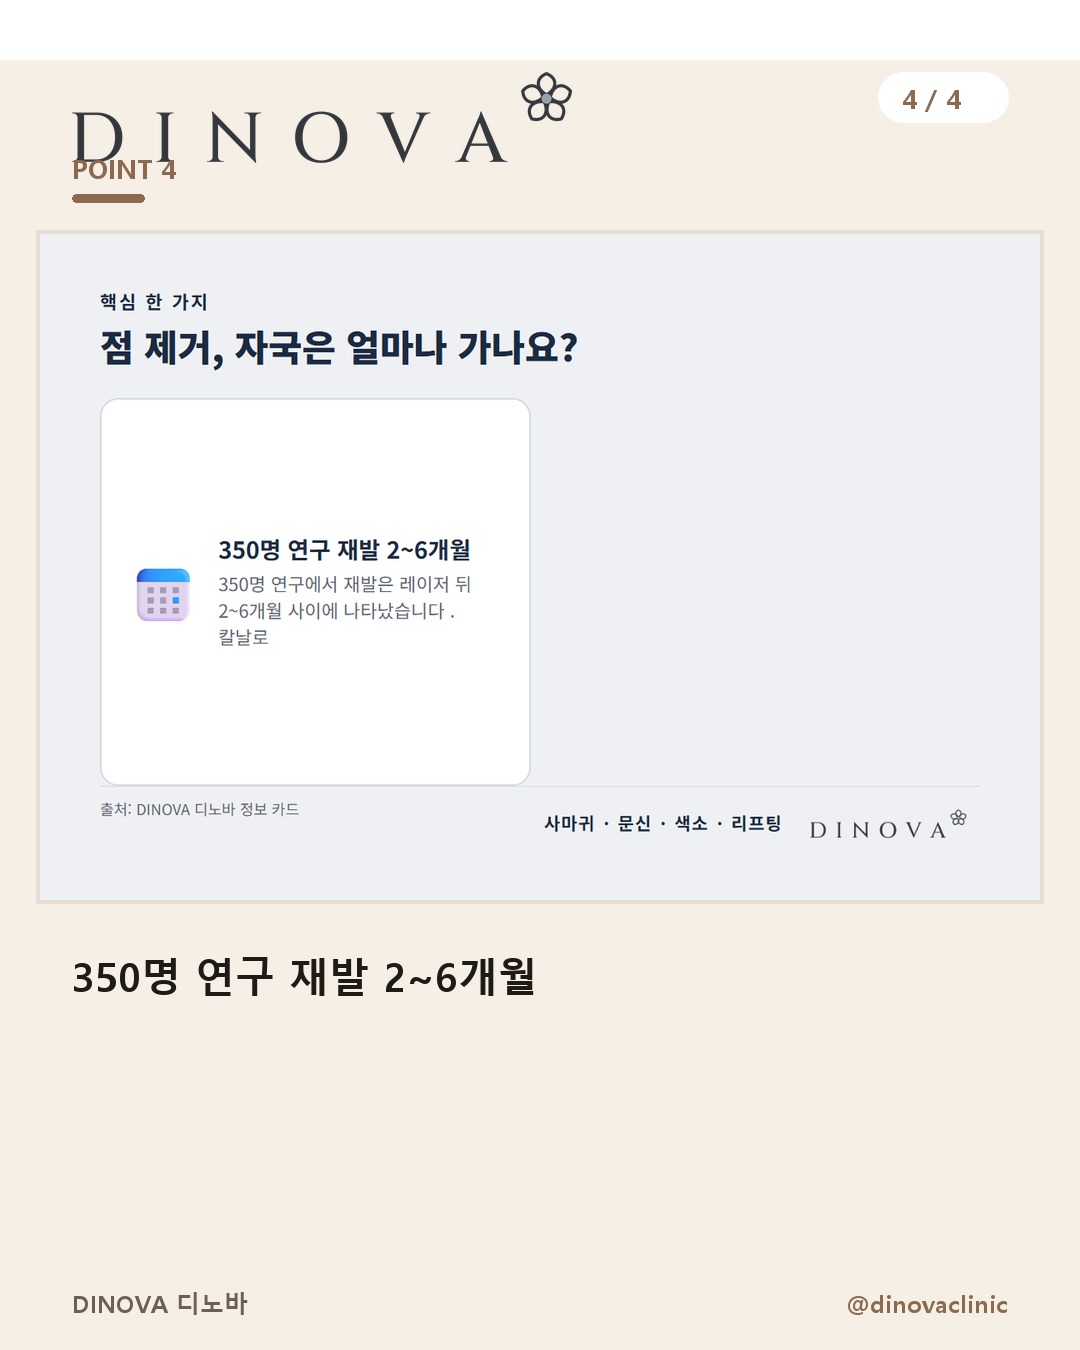 DINOVA
4 / 4
POINT 4
핵심 한 가지
점 제거, 자국은 얼마나 가나요?
350명 연구 재발 2~6개월
350명 연구에서 재발은 레이저 뒤
2~6개월 사이에 나타났습니다 .
칼날로
출처: DINOVA 디노바 정보 카드
사마귀 · 문신 · 색소 · 리프팅
DINOVA
350명 연구 재발 2~6개월
DINOVA 디노바
@dinovaclinic